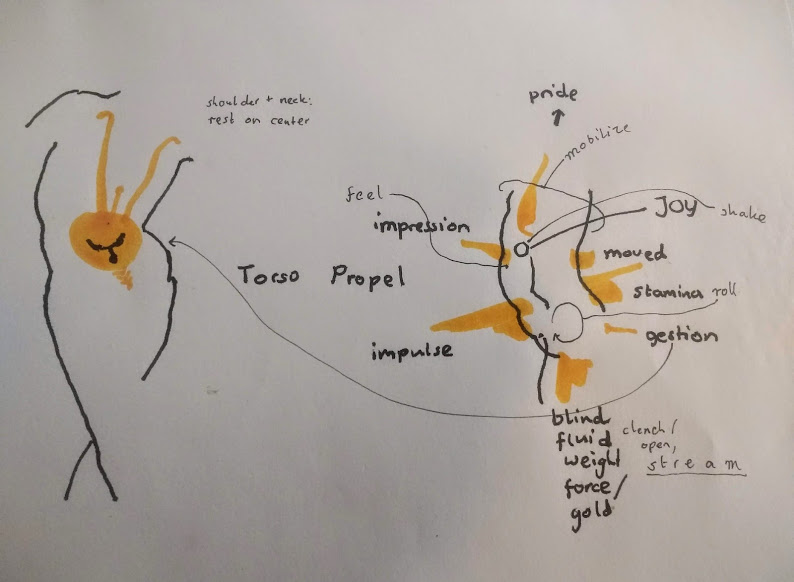 shoulder + neck:
rest on center
pride
mobilize
feel
impression
JOY
shake
moved
Torso Propel
stamina
roll
impulse
gestion
blind
fluid
weight
force/
gold
clench/
open,
stream